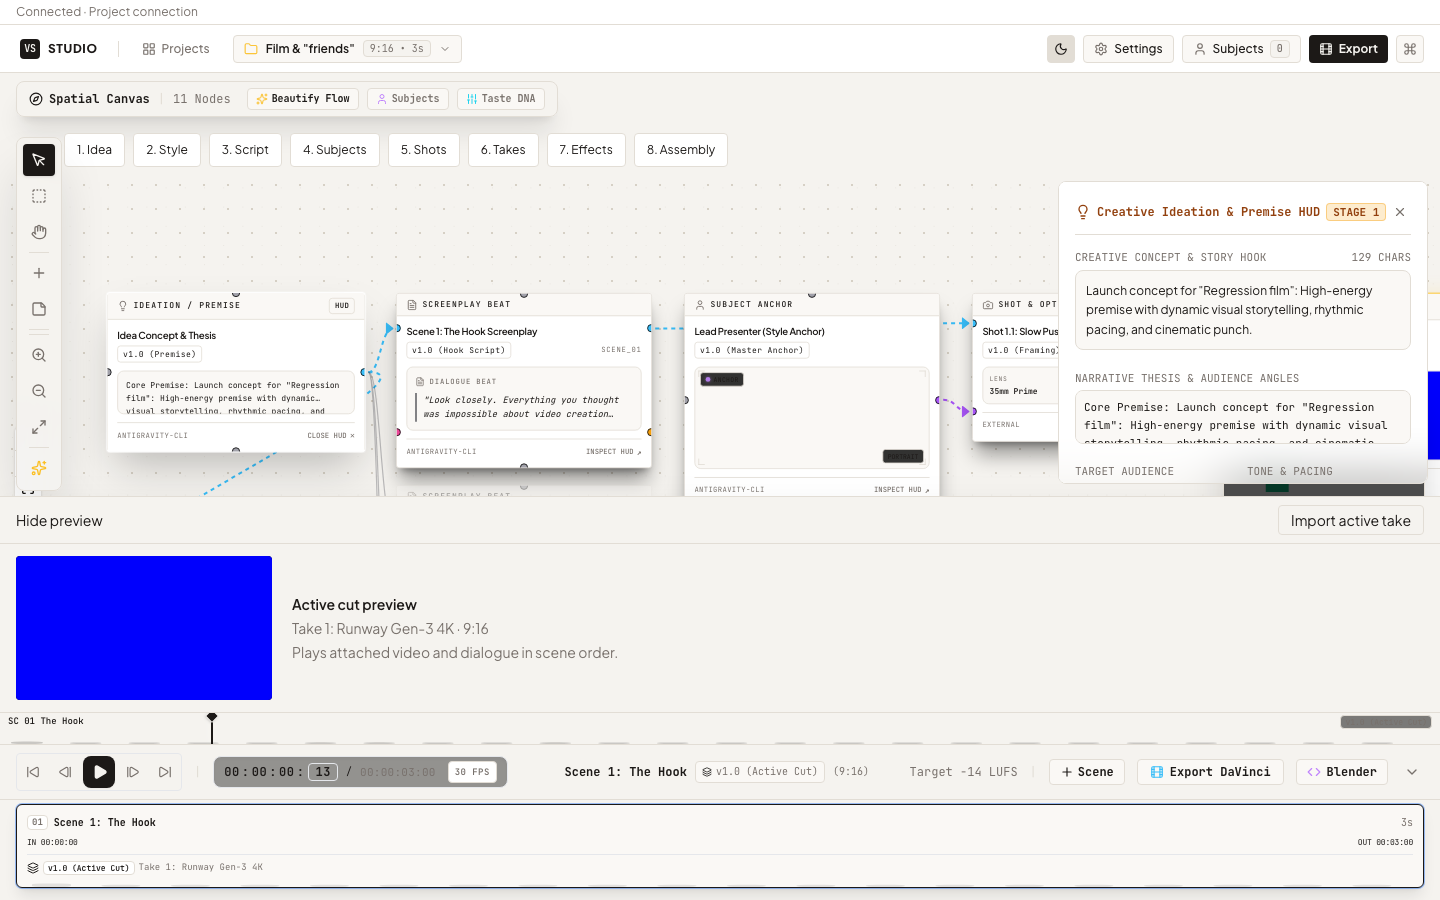 Connected · Project connection
VS STUDIO
Projects
Film & "friends" 9:16 • 3s
Settings
Subjects 0
Export
Spatial Canvas 11 Nodes Beautify Flow Subjects Taste DNA
1. Idea
2. Style
3. Script
4. Subjects
5. Shots
6. Takes
7. Effects
8. Assembly
IDEATION / PREMISE HUD
Idea Concept & Thesis
v1.0 (Premise)
Core Premise: Launch concept for "Regression
film": High-energy premise with dynamic…
visual storytelling, rhythmic pacing, and
ANTIGRAVITY-CLI CLOSE HUD ×
SCREENPLAY BEAT
Scene 1: The Hook Screenplay
v1.0 (Hook Script) SCENE_01
DIALOGUE BEAT
"Look closely. Everything you thought
was impossible about video creation…
ANTIGRAVITY-CLI INSPECT HUD ↗
SCREENPLAY BEAT
SUBJECT ANCHOR
Lead Presenter (Style Anchor)
v1.0 (Master Anchor)
ANTIGRAVITY-CLI INSPECT HUD ↗
SHOT & OPT
Shot 1.1: Slow Pus
v1.0 (Framing)
LENS
35mm Prime
EXTERNAL
Creative Ideation & Premise HUD STAGE 1
CREATIVE CONCEPT & STORY HOOK 129 CHARS
Launch concept for "Regression film": High-energy
premise with dynamic visual storytelling, rhythmic
pacing, and cinematic punch.
NARRATIVE THESIS & AUDIENCE ANGLES
Core Premise: Launch concept for "Regression
film": High-energy premise with dynamic visual
storytelling, rhythmic pacing, and cinematic
TARGET AUDIENCE TONE & PACING
Hide preview
Import active take
Active cut preview
Take 1: Runway Gen-3 4K · 9:16
Plays attached video and dialogue in scene order.
SC 01 The Hook
00:00:00:13 / 00:00:03:00 30 FPS
Scene 1: The Hook v1.0 (Active Cut) (9:16)
Target -14 LUFS
Scene
Export DaVinci
Blender
01 Scene 1: The Hook 3s
IN 00:00:00 OUT 00:03:00
v1.0 (Active Cut) Take 1: Runway Gen-3 4K